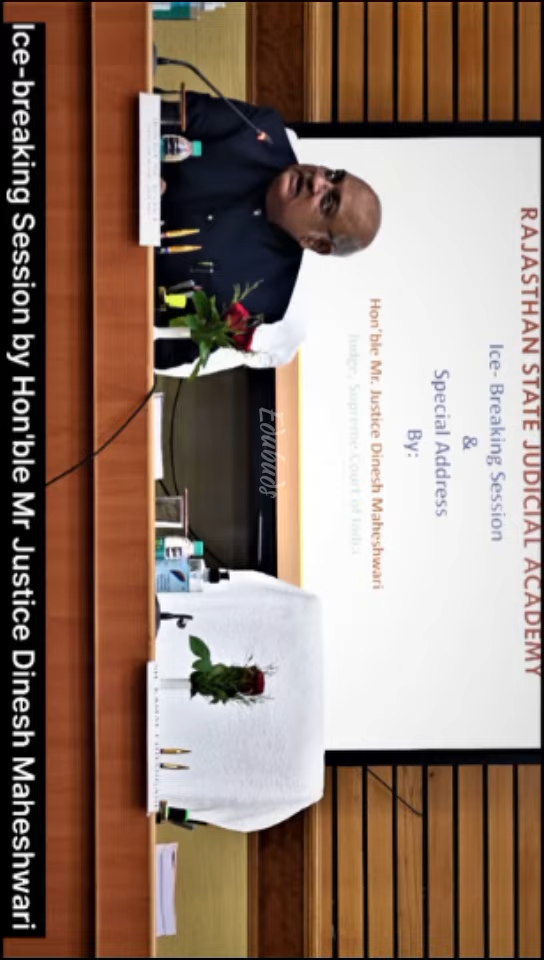 RAJASTHAN STATE JUDICIAL ACADEMY
Ice- Breaking Session
&
Special Address
By:
Hon'ble Mr. Justice Dinesh Maheshwari
Judge, Supreme Court of India
Edubuds
Ice-breaking Session by Hon'ble Mr Justice Dinesh Maheshwari